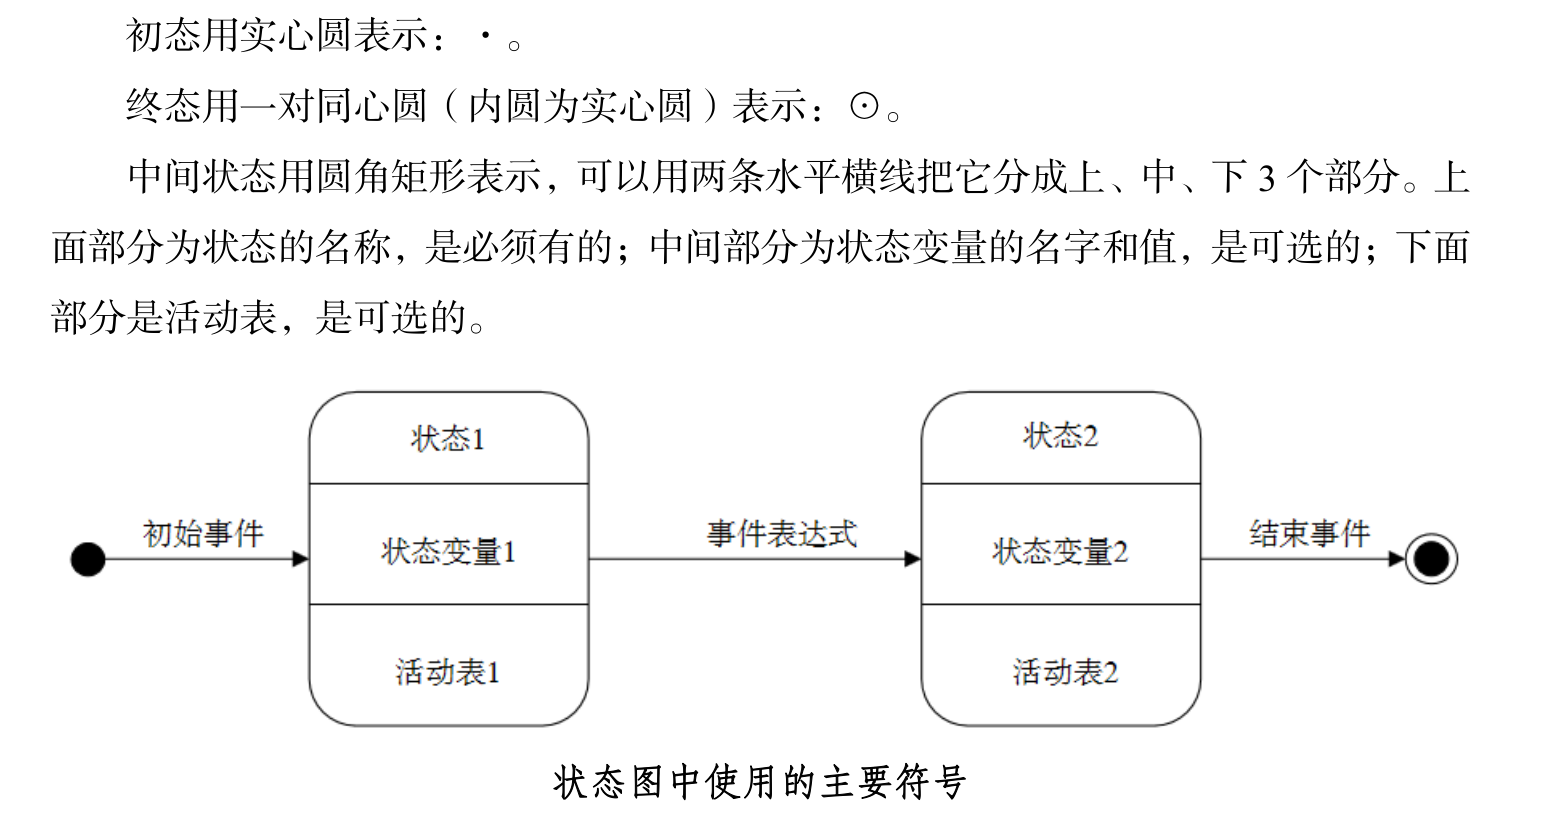 初态用实心圆表示：·。
终态用一对同心圆（内圆为实心圆）表示：⊙。
中间状态用圆角矩形表示，可以用两条水平横线把它分成上、中、下 3 个部分。上
面部分为状态的名称，是必须有的；中间部分为状态变量的名字和值，是可选的；下面
部分是活动表，是可选的。
状态1
状态2
初始事件
状态变量1
事件表达式
状态变量2
结束事件
活动表1
活动表2
状态图中使用的主要符号